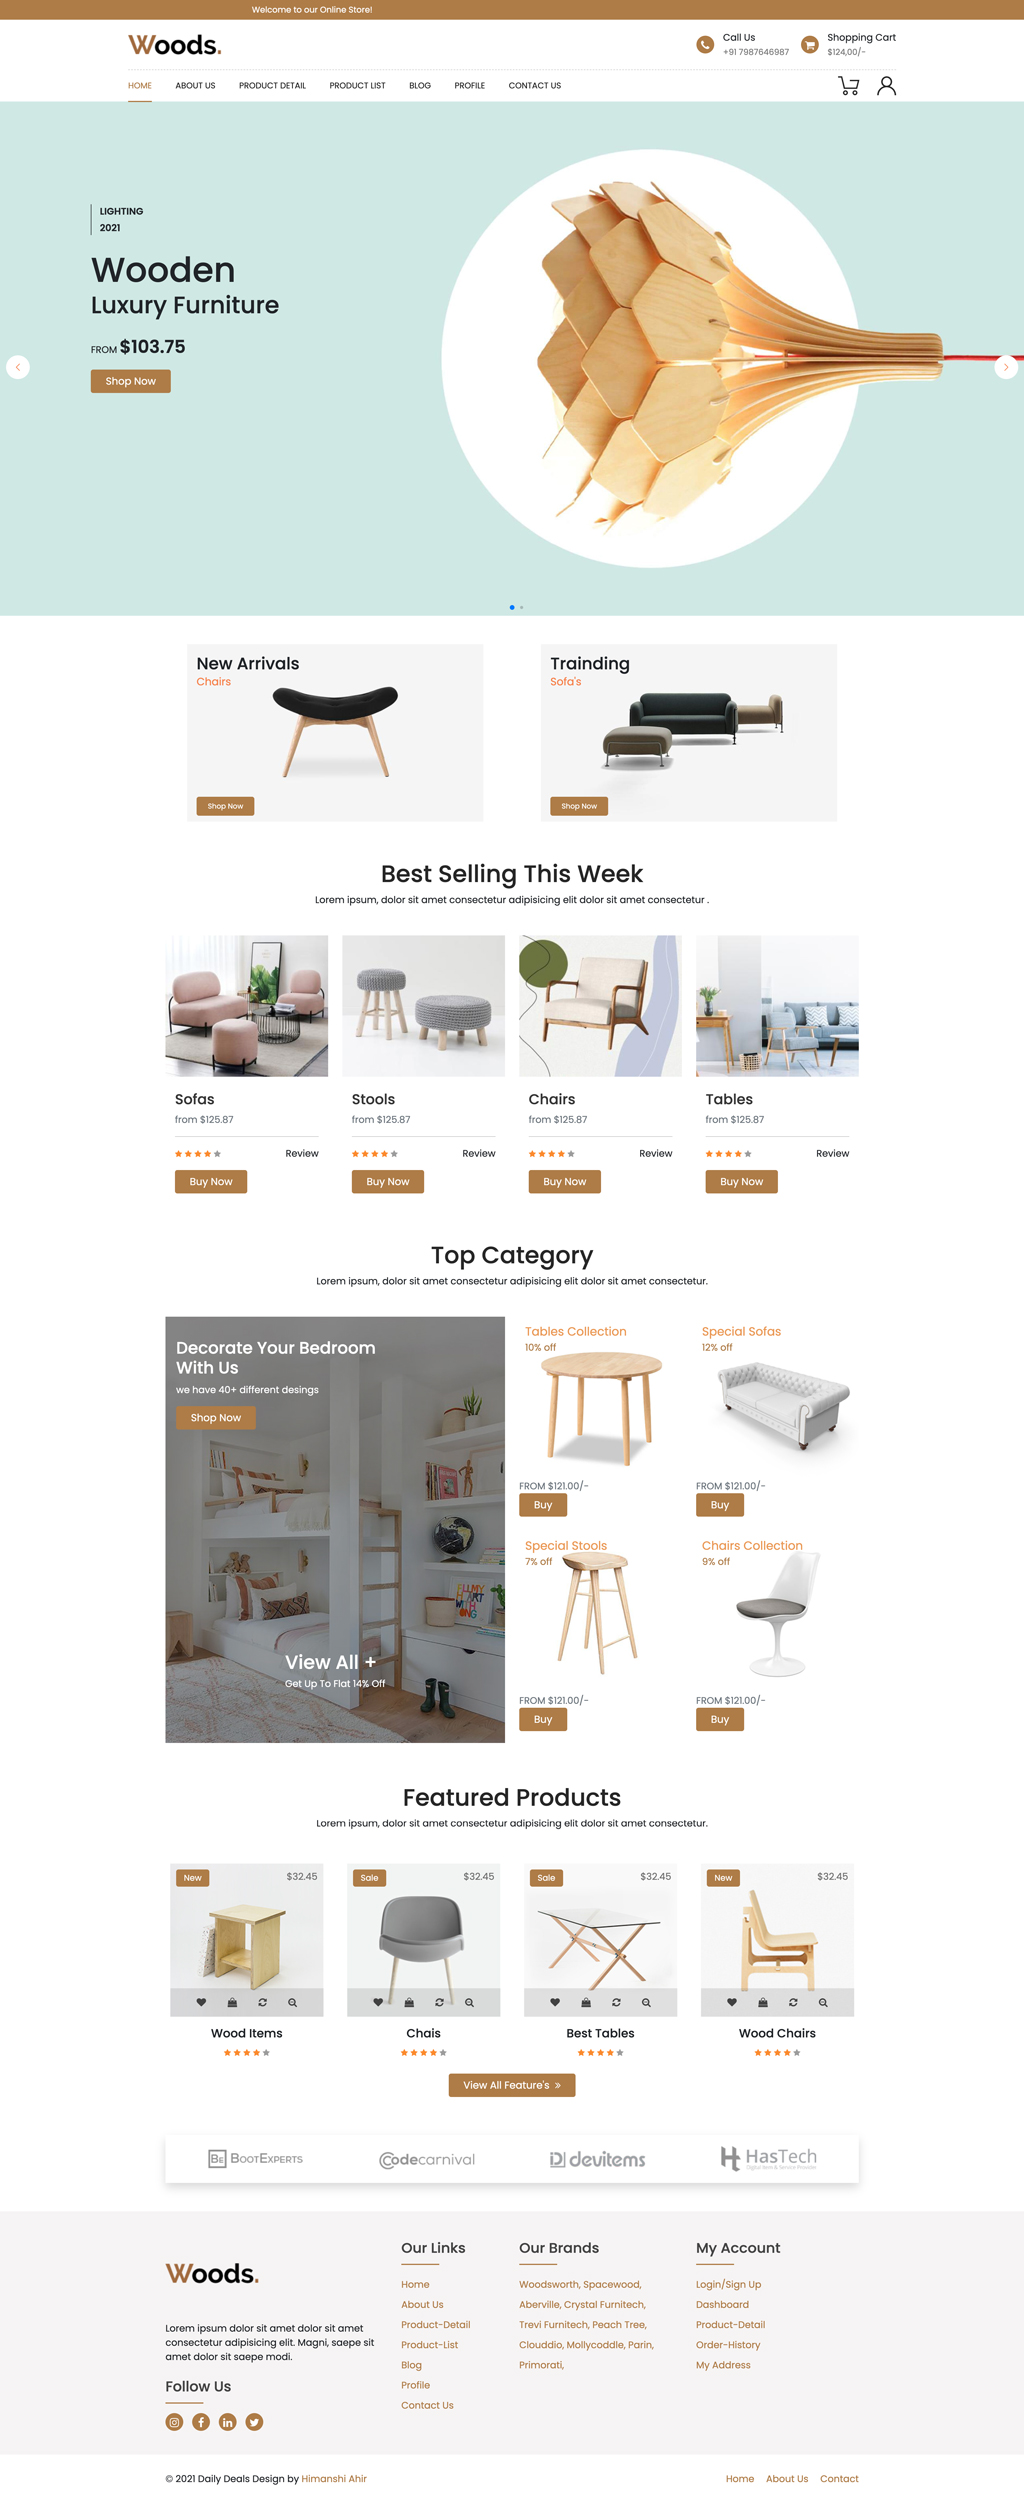 Welcome to our Online Store!
Woods.
Call Us
+91 7987646987
Shopping Cart
$124,00/-
HOME ABOUT US PRODUCT DETAIL PRODUCT LIST BLOG PROFILE CONTACT US
LIGHTING
2021
Wooden
Luxury Furniture
FROM $103.75
Shop Now
New Arrivals
Chairs
Shop Now
Trainding
Sofa's
Shop Now
Best Selling This Week
Lorem ipsum, dolor sit amet consectetur adipisicing elit dolor sit amet consectetur .
Sofas
from $125.87
Review
Buy Now
Stools
from $125.87
Review
Buy Now
Chairs
from $125.87
Review
Buy Now
Tables
from $125.87
Review
Buy Now
Top Category
Lorem ipsum, dolor sit amet consectetur adipisicing elit dolor sit amet consectetur.
Decorate Your Bedroom
With Us
we have 40+ different desings
Shop Now
View All +
Get Up To Flat 14% Off
Tables Collection
10% off
FROM $121.00/-
Buy
Special Sofas
12% off
FROM $121.00/-
Buy
Special Stools
7% off
FROM $121.00/-
Buy
Chairs Collection
9% off
FROM $121.00/-
Buy
Featured Products
Lorem ipsum, dolor sit amet consectetur adipisicing elit dolor sit amet consectetur.
New $32.45
Wood Items
Sale $32.45
Chais
Sale $32.45
Best Tables
New $32.45
Wood Chairs
View All Feature's »
BE BOOTEXPERTS
Codecarnival
devitems
HasTech
Digital Item & Service Provider
Woods.
Lorem ipsum dolor sit amet dolor sit amet
consectetur adipisicing elit. Magni, saepe sit
amet dolor sit saepe modi.
Follow Us
Our Links
Home
About Us
Product-Detail
Product-List
Blog
Profile
Contact Us
Our Brands
Woodsworth, Spacewood,
Aberville, Crystal Furnitech,
Trevi Furnitech, Peach Tree,
Clouddio, Mollycoddle, Parin,
Primorati,
My Account
Login/Sign Up
Dashboard
Product-Detail
Order-History
My Address
© 2021 Daily Deals Design by Himanshi Ahir
Home About Us Contact